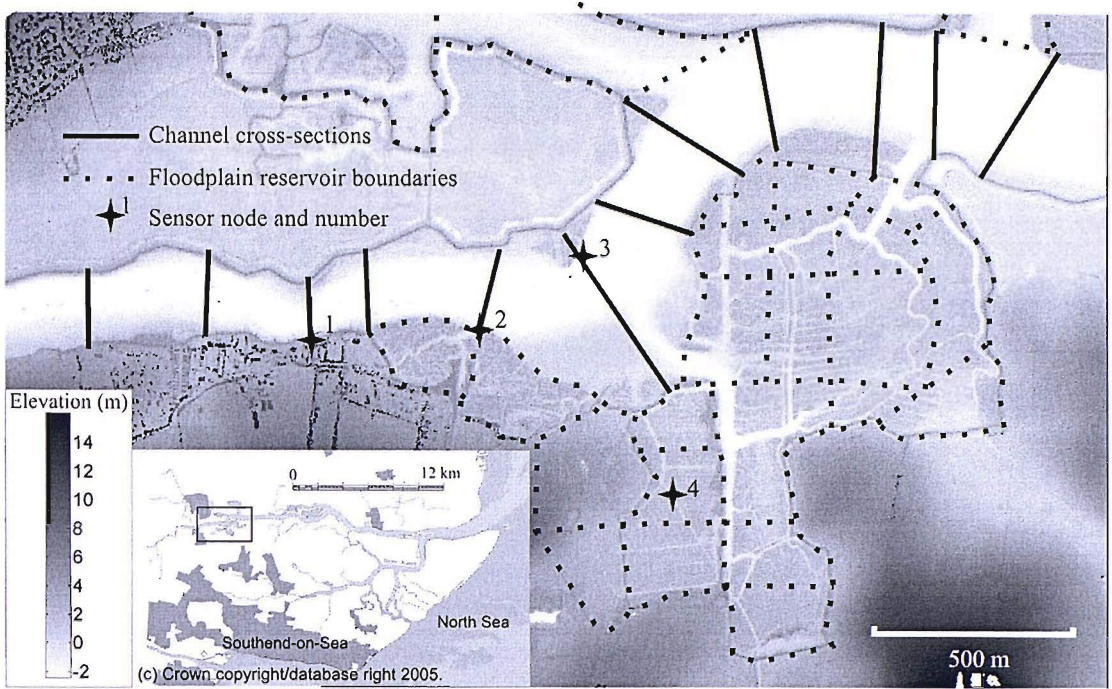 Channel cross-sections
Floodplain reservoir boundaries
1
Sensor node and number
3
1
2
Elevation (m)
14
12
10
8
6
4
2
0
-2
0 12 km
4
North Sea
Southend-on-Sea
(c) Crown copyright/database right 2005.
500 m